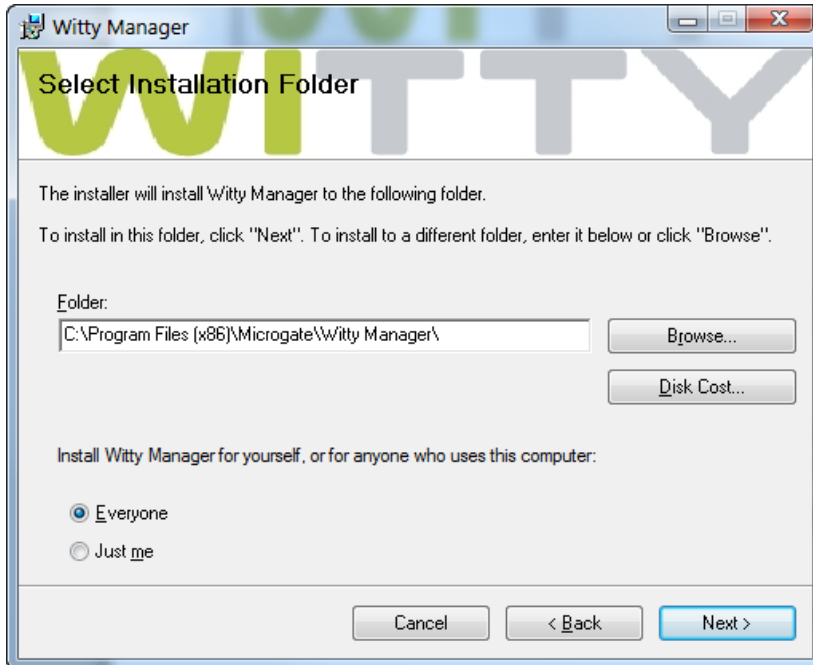 Witty Manager
Select Installation Folder
WITTY
The installer will install Witty Manager to the following folder.
To install in this folder, click "Next". To install to a different folder, enter it below or click "Browse".
Folder:
C:\Program Files (x86)\Microgate\Witty Manager\
Browse...
Disk Cost...
Install Witty Manager for yourself, or for anyone who uses this computer:
Everyone
Just me
Cancel
< Back
Next >